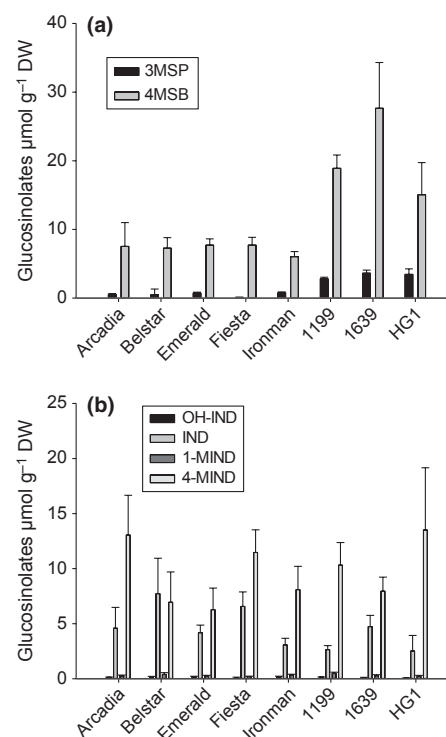 (a)
3MSP
4MSB
Glucosinolates μmol g⁻¹ DW
40
30
20
10
0
Arcadia
Belstar
Emerald
Fiesta
Ironman
1199
1639
HG1
(b)
OH-IND
IND
1-MIND
4-MIND
Glucosinolates μmol g⁻¹ DW
25
20
15
10
5
0
Arcadia
Belstar
Emerald
Fiesta
Ironman
1199
1639
HG1